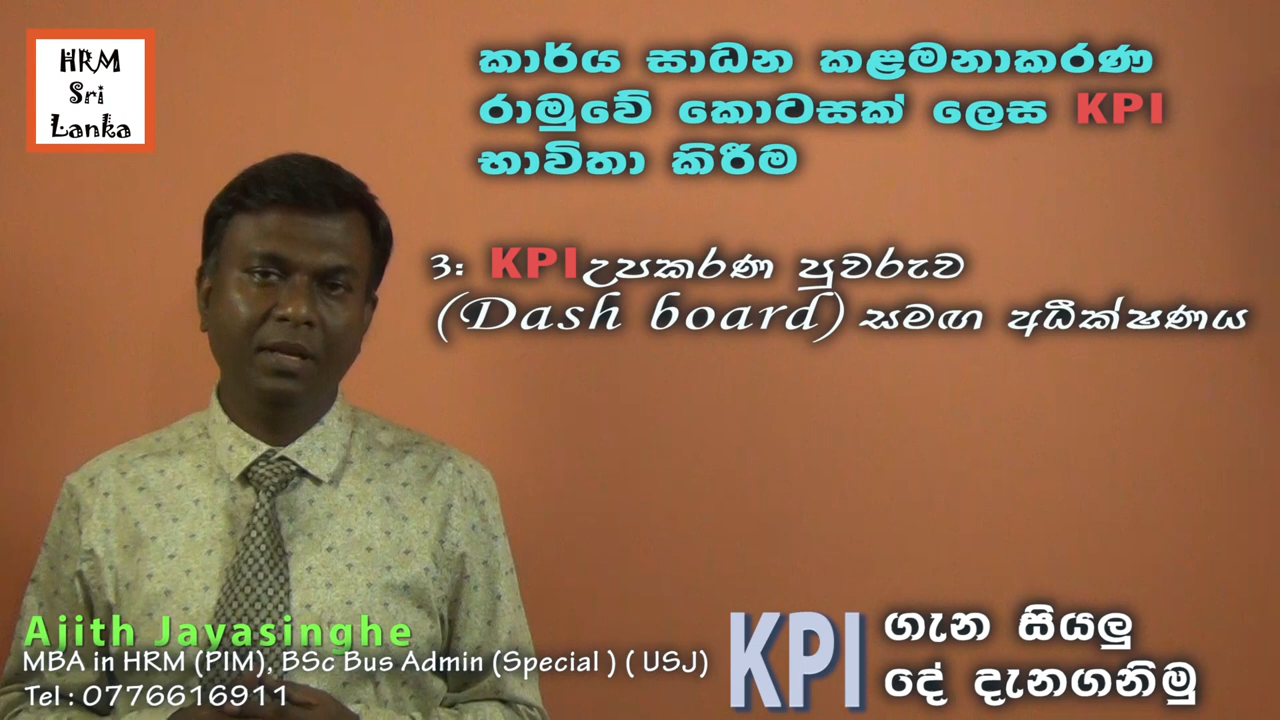 HRM
Sri
Lanka
කාර්ය සාධන කළමනාකරණ
රාමුවේ කොටසක් ලෙස KPI
භාවිතා කිරීම
3: KPI උපකරණ පුවරුව
(Dash board) සමඟ අධීක්ෂණය
Ajith Jayasinghe
MBA in HRM (PIM), BSc Bus Admin (Special ) ( USJ)
Tel : 0776616911
KPI ගැන සියලු
දේ දැනගනිමු